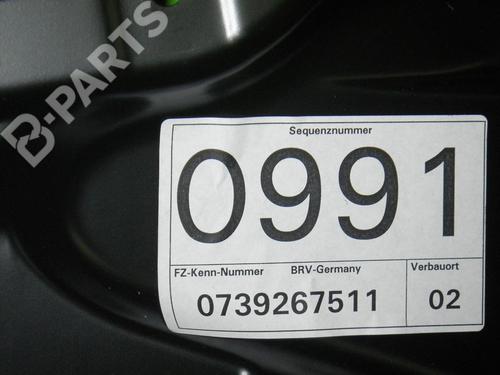 B-PARTS
Sequenznummer
0991
FZ-Kenn-Nummer BRV-Germany Verbauort
0739267511 02